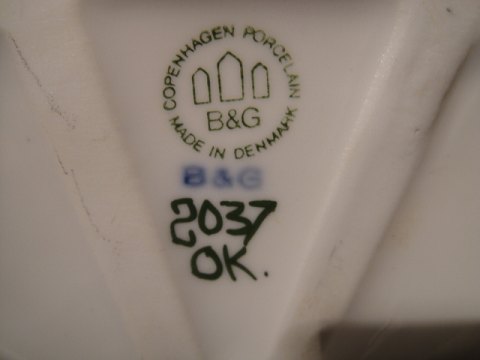 COPENHAGEN PORCELAIN
B&G
MADE IN DENMARK
B&G
2037
OK.